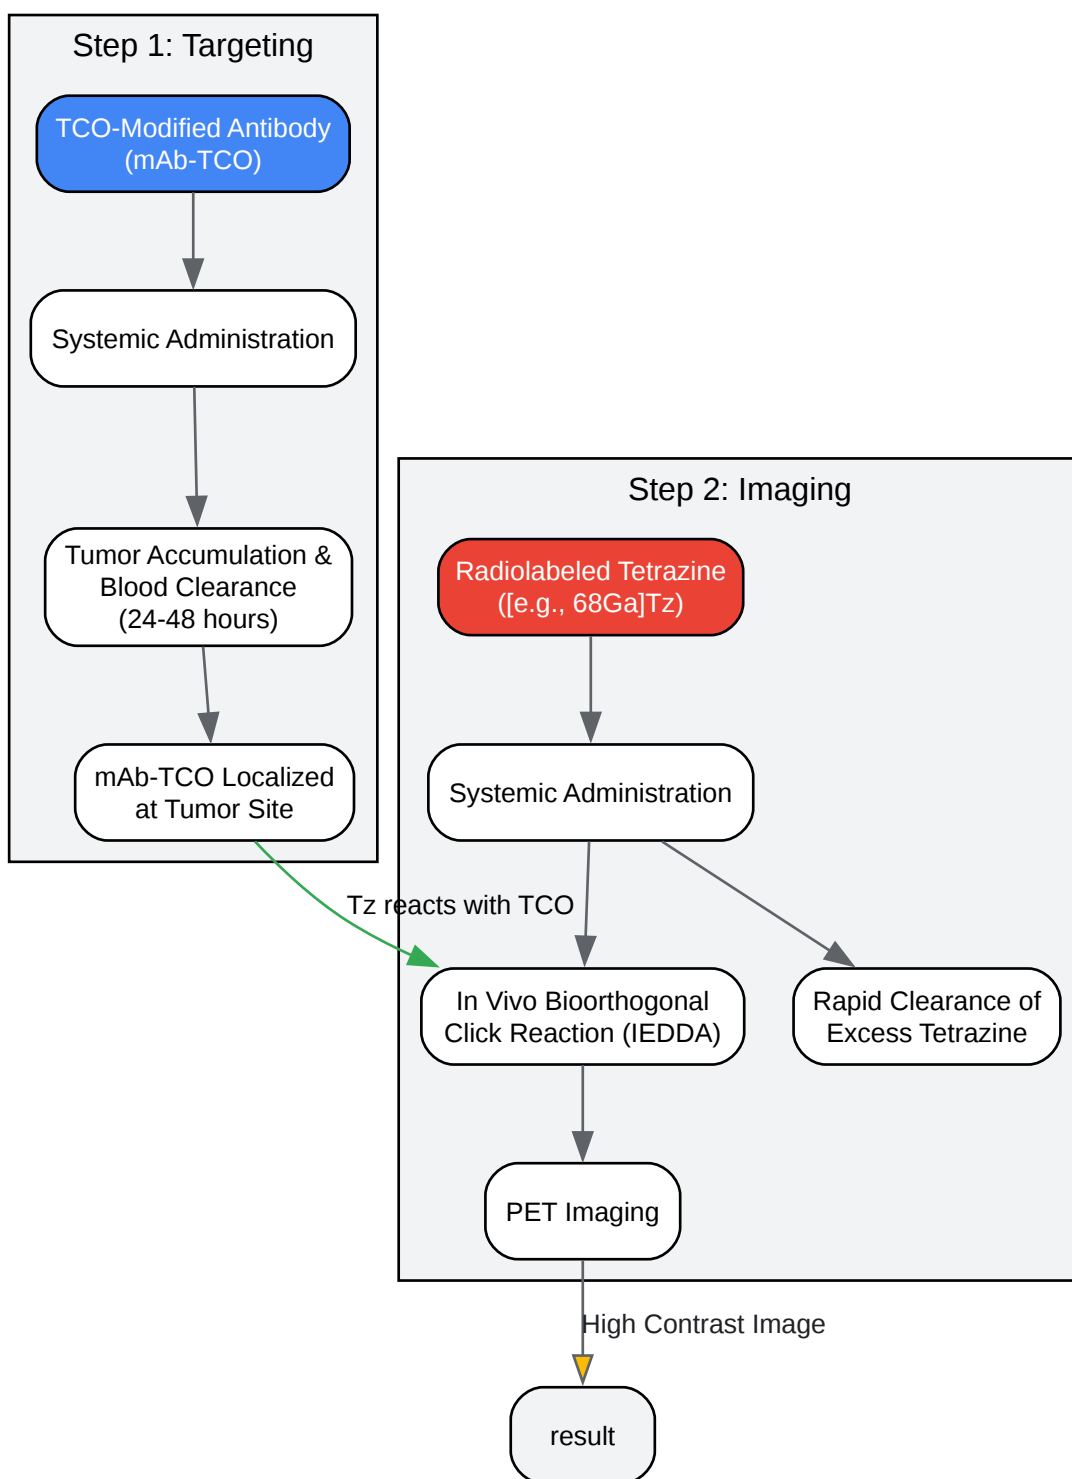 Step 1: Targeting
TCO-Modified Antibody
(mAb-TCO)
Systemic Administration
Tumor Accumulation &
Blood Clearance
(24-48 hours)
mAb-TCO Localized
at Tumor Site
Tz reacts with TCO
Step 2: Imaging
Radiolabeled Tetrazine
([e.g., 68Ga]Tz)
Systemic Administration
In Vivo Bioorthogonal
Click Reaction (IEDDA)
Rapid Clearance of
Excess Tetrazine
PET Imaging
High Contrast Image
result